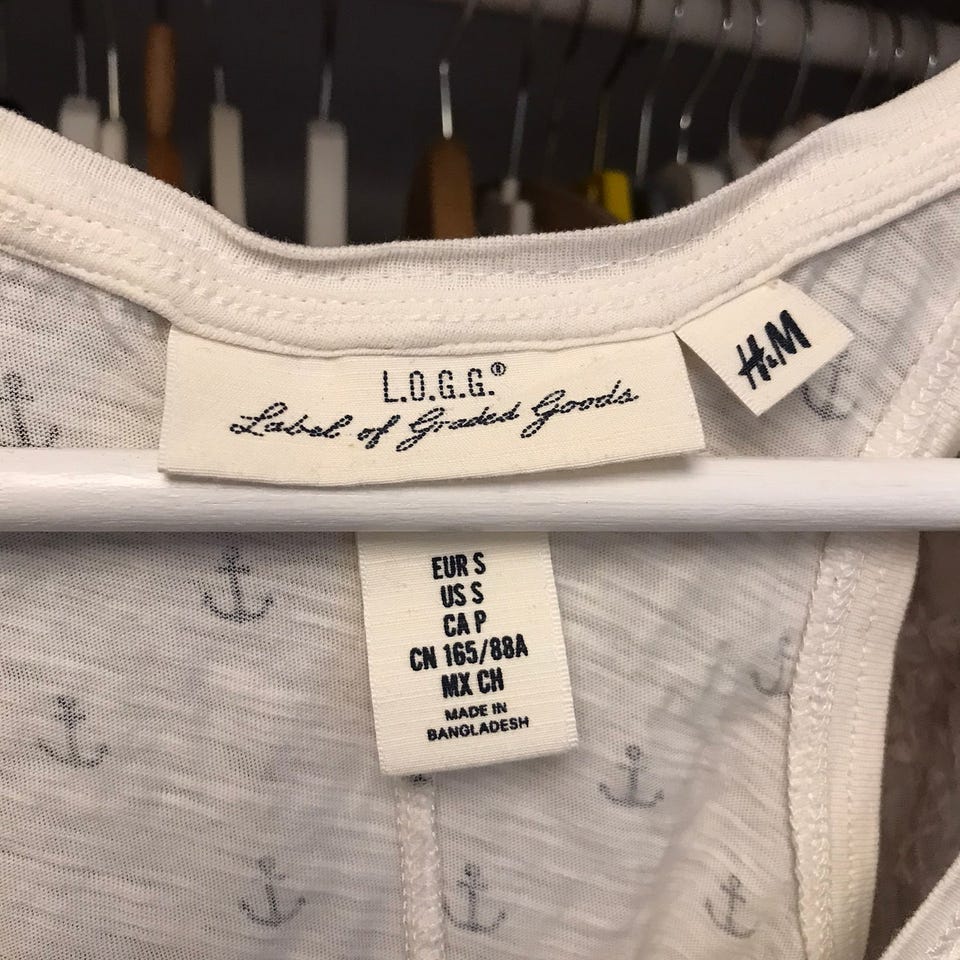 L.O.G.G.®
Label of Graded Goods
H&M
EUR S
US S
CA P
CN 165/88A
MX CH
MADE IN
BANGLADESH